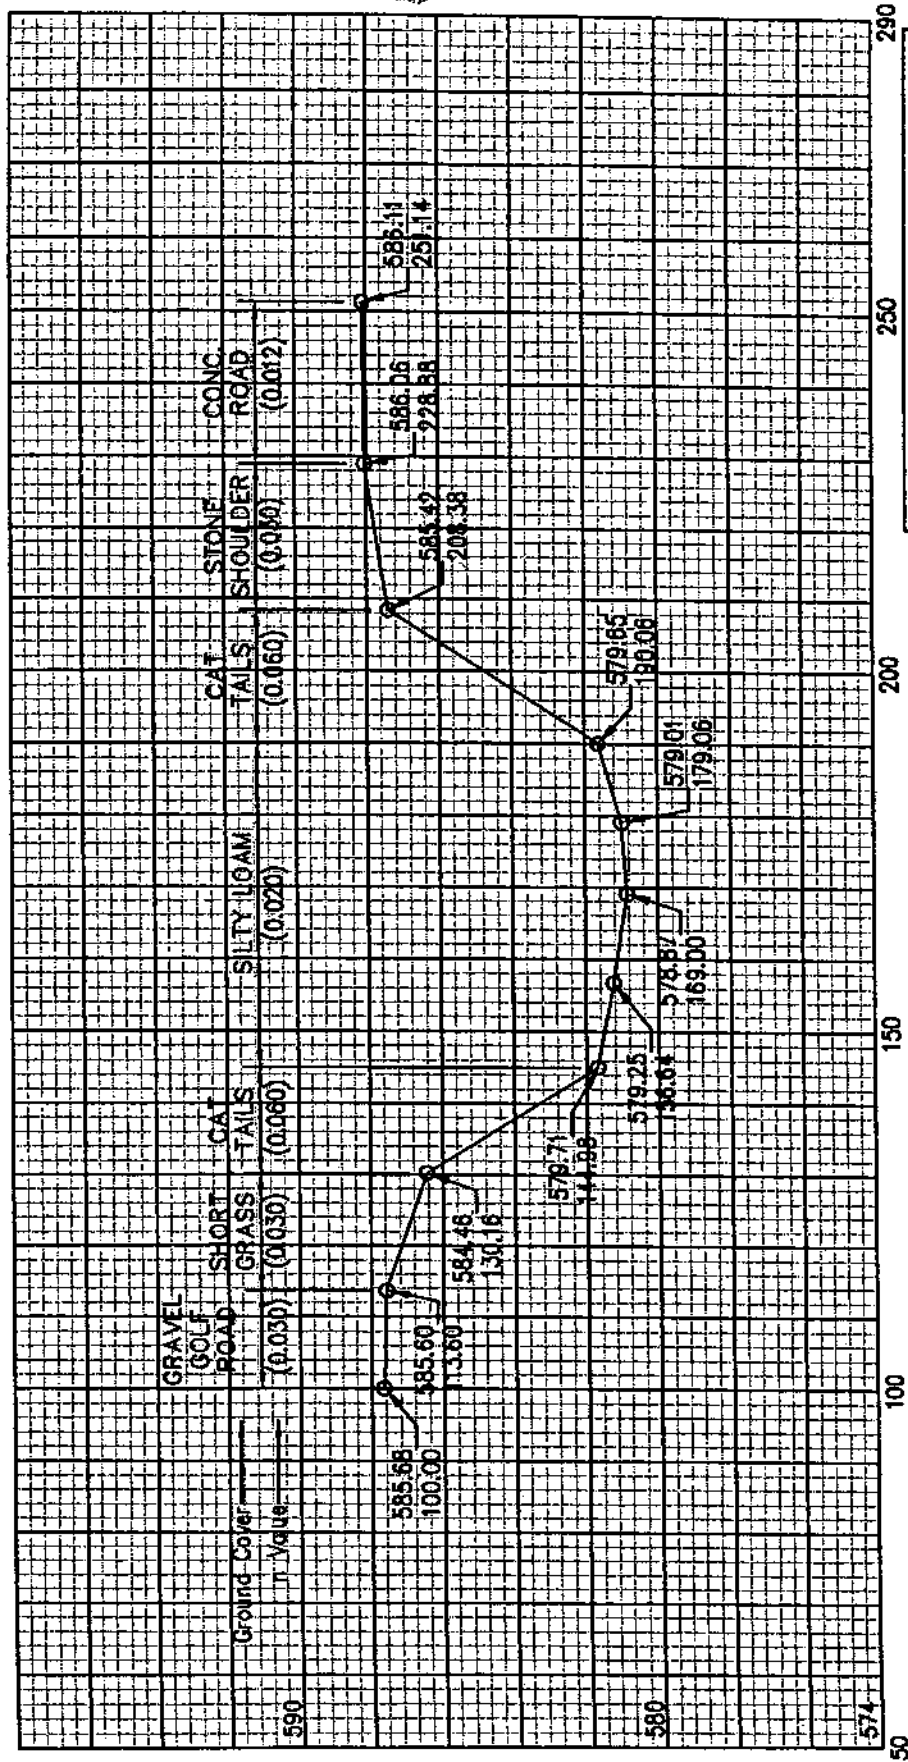 Ground Cover
n Value
GRAVEL
GOLF
ROAD
(0.030)
SHORT
GRASS
(0.030)
CAT
TAILS
(0.060)
SILTY LOAM
(0.020)
CAT
TAILS
(0.060)
STONE
SHOULDER
(0.030)
CONC.
ROAD
(0.012)
585.68
100.00
585.60
113.60
584.46
130.16
579.71
144.98
579.25
156.64
578.87
169.00
579.01
179.06
579.65
190.06
585.42
208.38
586.06
228.88
586.11
251.14
590
580
574
50
100
150
200
250
290